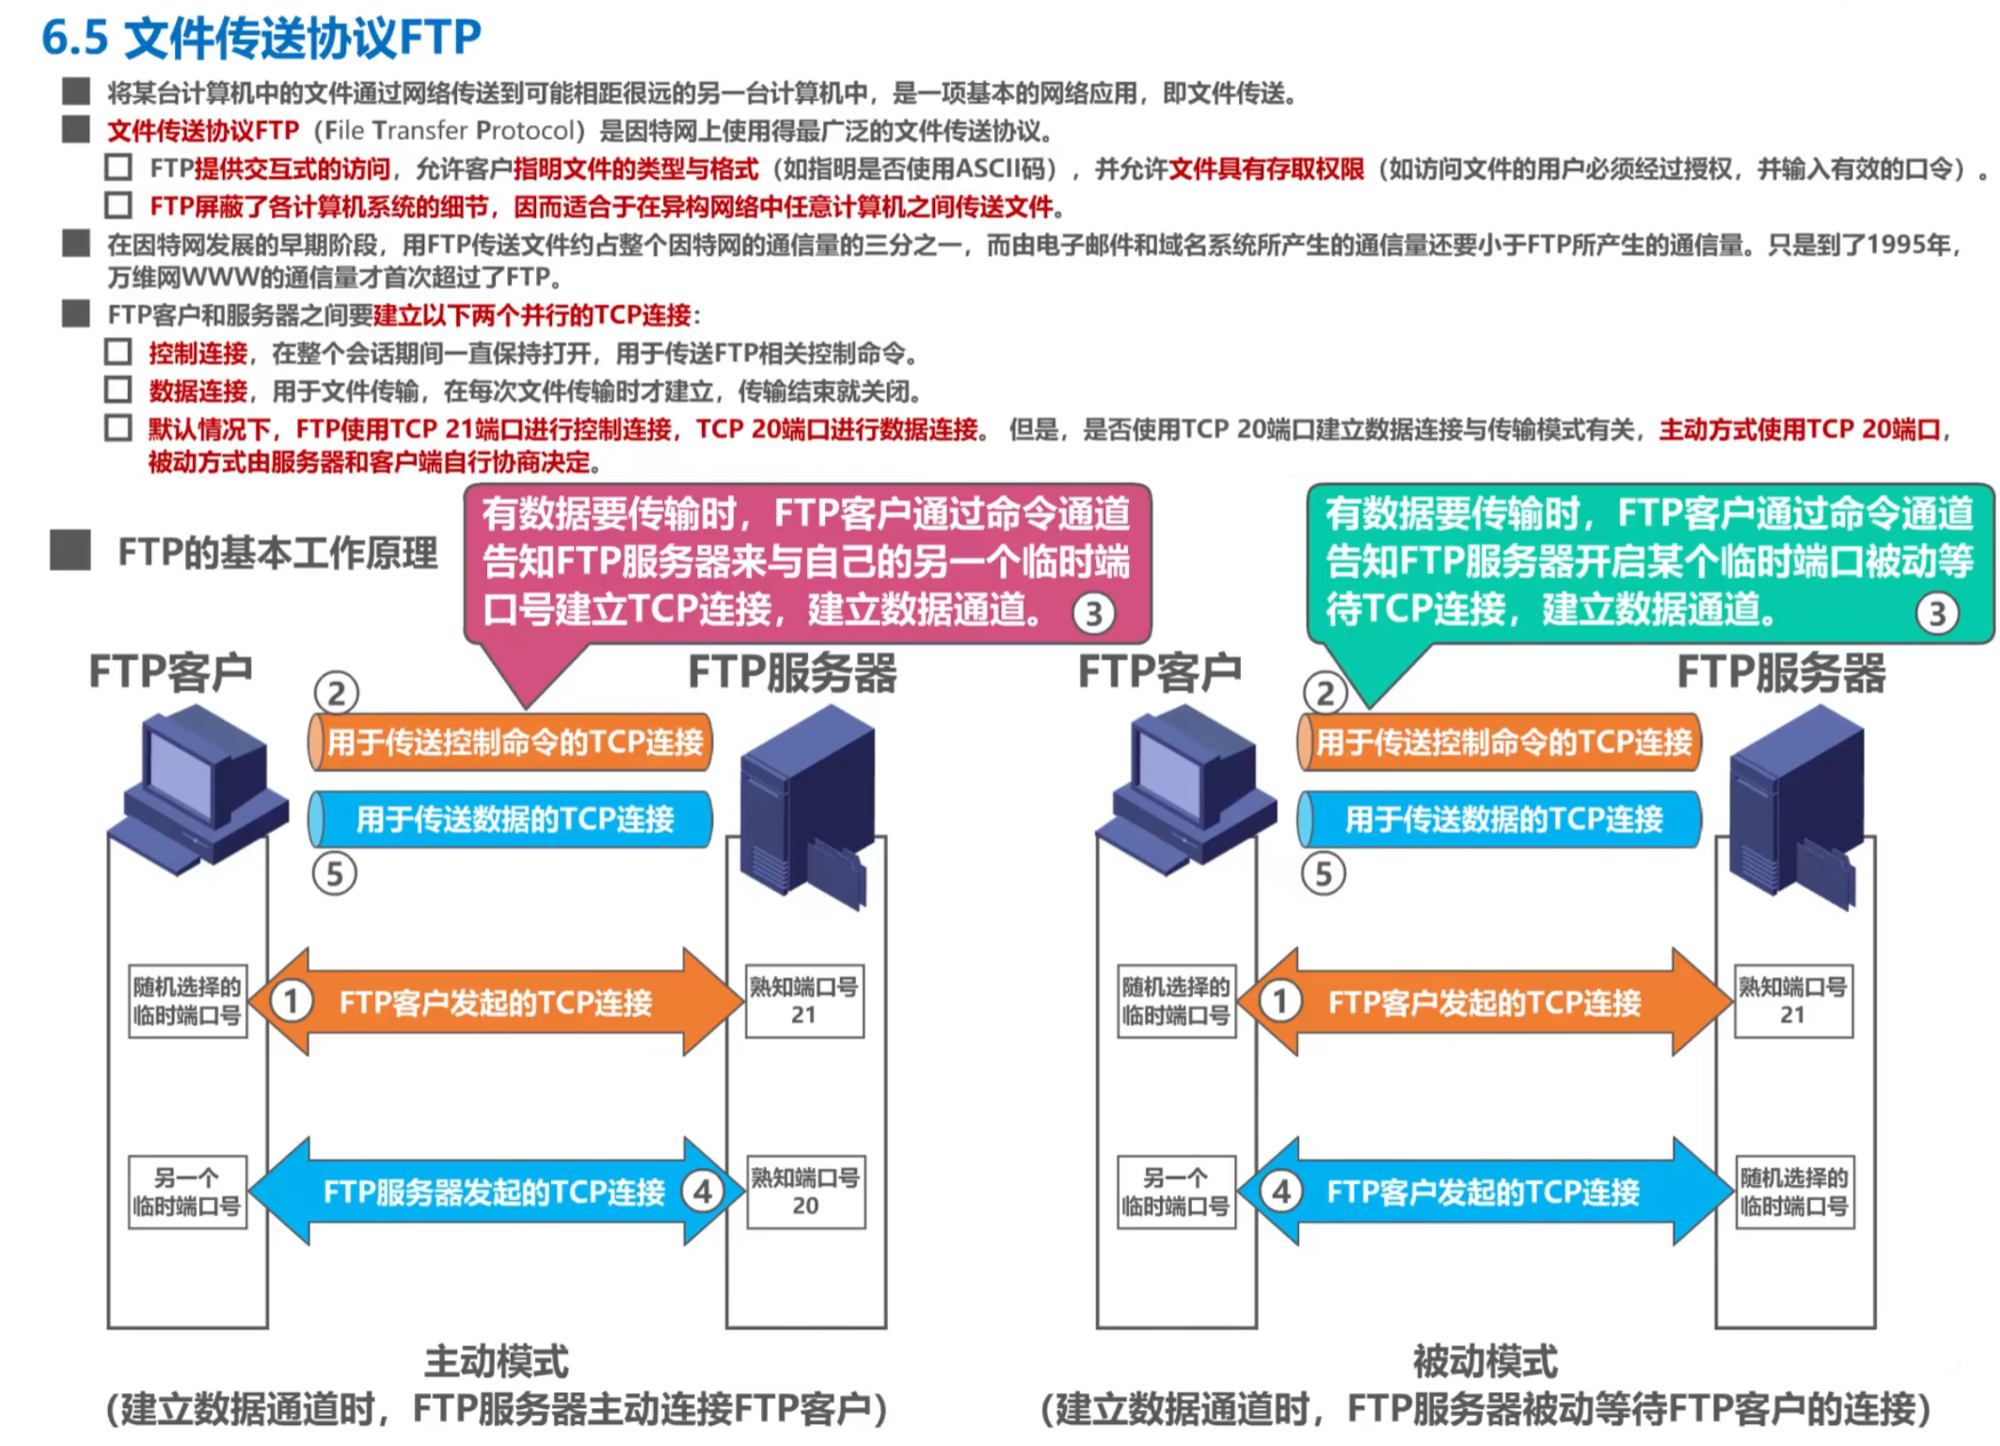 6.5 文件传送协议FTP
将某台计算机中的文件通过网络传送到可能相距很远的另一台计算机中，是一项基本的网络应用，即文件传送。
文件传送协议FTP（File Transfer Protocol）是因特网上使用得最广泛的文件传送协议。
FTP提供交互式的访问，允许客户指明文件的类型与格式（如指明是否使用ASCII码），并允许文件具有存取权限（如访问文件的用户必须经过授权，并输入有效的口令）。
FTP屏蔽了各计算机系统的细节，因而适合于在异构网络中任意计算机之间传送文件。
在因特网发展的早期阶段，用FTP传送文件约占整个因特网的通信量的三分之一，而由电子邮件和域名系统所产生的通信量还要小于FTP所产生的通信量。只是到了1995年，
万维网WWW的通信量才首次超过了FTP。
FTP客户和服务器之间要建立以下两个并行的TCP连接：
控制连接，在整个会话期间一直保持打开，用于传送FTP相关控制命令。
数据连接，用于文件传输，在每次文件传输时才建立，传输结束就关闭。
默认情况下，FTP使用TCP 21端口进行控制连接，TCP 20端口进行数据连接。但是，是否使用TCP 20端口建立数据连接与传输模式有关，主动方式使用TCP 20端口，
被动方式由服务器和客户端自行协商决定。
FTP的基本工作原理
有数据要传输时，FTP客户通过命令通道
告知FTP服务器来与自己的另一个临时端
口号建立TCP连接，建立数据通道。 ③
FTP客户
FTP服务器
②
用于传送控制命令的TCP连接
用于传送数据的TCP连接
⑤
随机选择的
临时端口号
① FTP客户发起的TCP连接
熟知端口号
21
另一个
临时端口号
FTP服务器发起的TCP连接 ④
熟知端口号
20
主动模式
（建立数据通道时，FTP服务器主动连接FTP客户）
有数据要传输时，FTP客户通过命令通道
告知FTP服务器开启某个临时端口被动等
待TCP连接，建立数据通道。 ③
FTP客户
FTP服务器
②
用于传送控制命令的TCP连接
用于传送数据的TCP连接
⑤
随机选择的
临时端口号
① FTP客户发起的TCP连接
熟知端口号
21
另一个
临时端口号
④ FTP客户发起的TCP连接
随机选择的
临时端口号
被动模式
（建立数据通道时，FTP服务器被动等待FTP客户的连接）